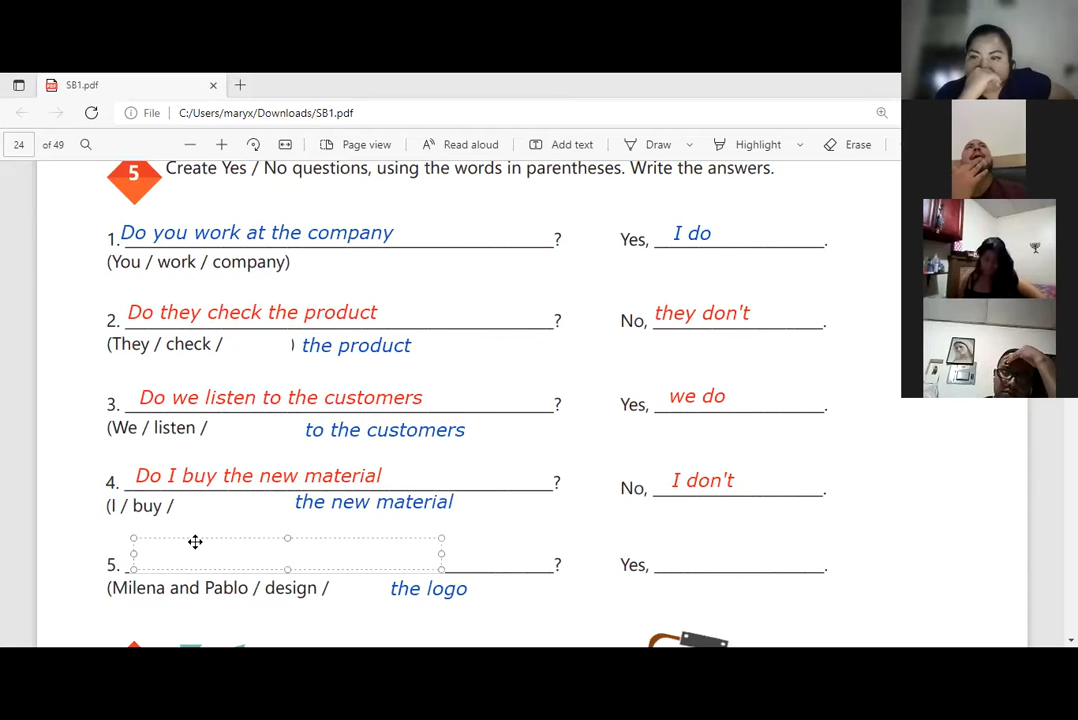 SB1.pdf
File C:/Users/maryx/Downloads/SB1.pdf
24 of 49 Page view Read aloud Add text Draw Highlight Erase
5 Create Yes / No questions, using the words in parentheses. Write the answers.
1. Do you work at the company ? Yes, I do .
(You / work / company)
2. Do they check the product ? No, they don't .
(They / check / ) the product
3. Do we listen to the customers ? Yes, we do .
(We / listen / to the customers
4. Do I buy the new material ? No, I don't .
(I / buy / the new material
5. ? Yes, .
(Milena and Pablo / design / the logo